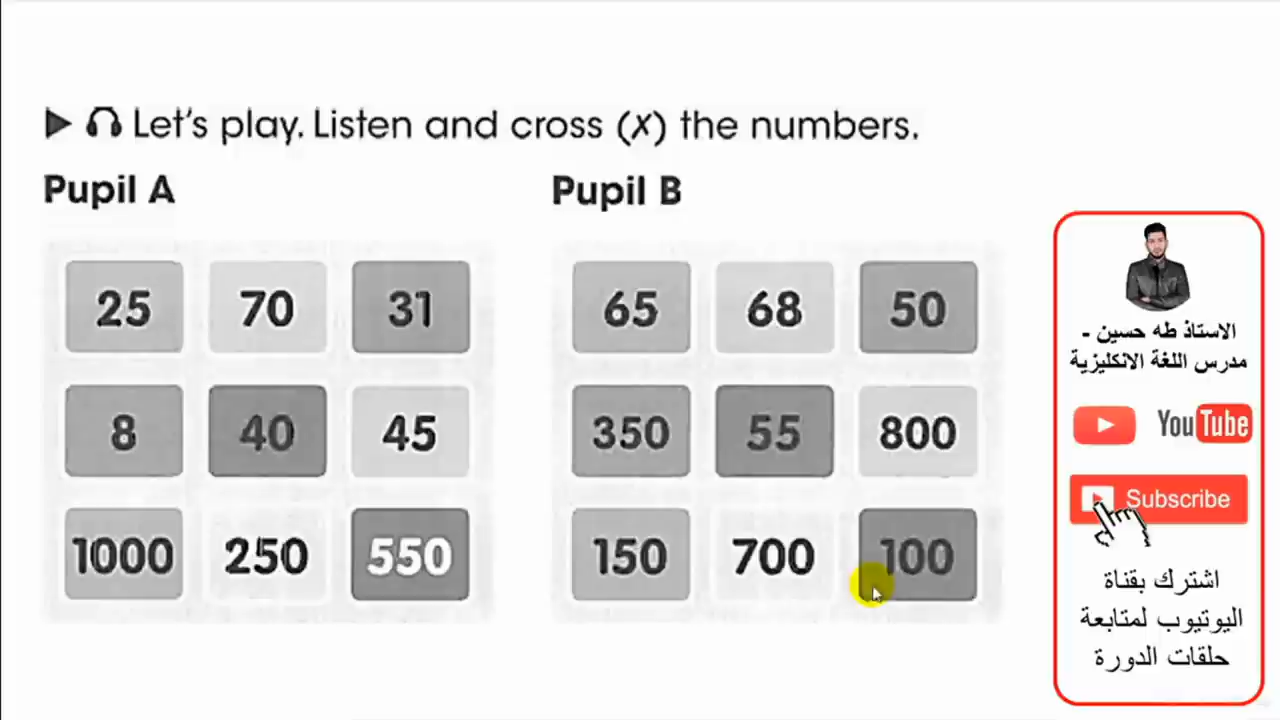 Let's play. Listen and cross (✗) the numbers.
Pupil A
25 70 31
8 40 45
1000 250 550
Pupil B
65 68 50
350 55 800
150 700 100
الاستاذ طه حسين -
مدرس اللغة الانكليزية
YouTube
Subscribe
اشترك بقناة
اليوتيوب لمتابعة
حلقات الدورة